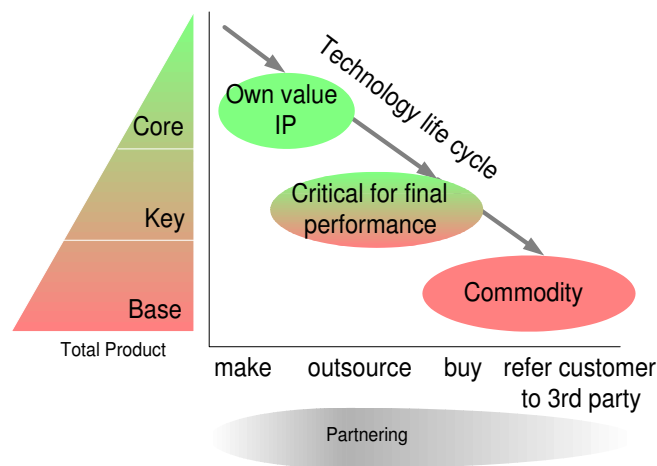 Core
Key
Base
Total Product
Technology life cycle
Own value
IP
Critical for final
performance
Commodity
make
outsource
buy
refer customer
to 3rd party
Partnering